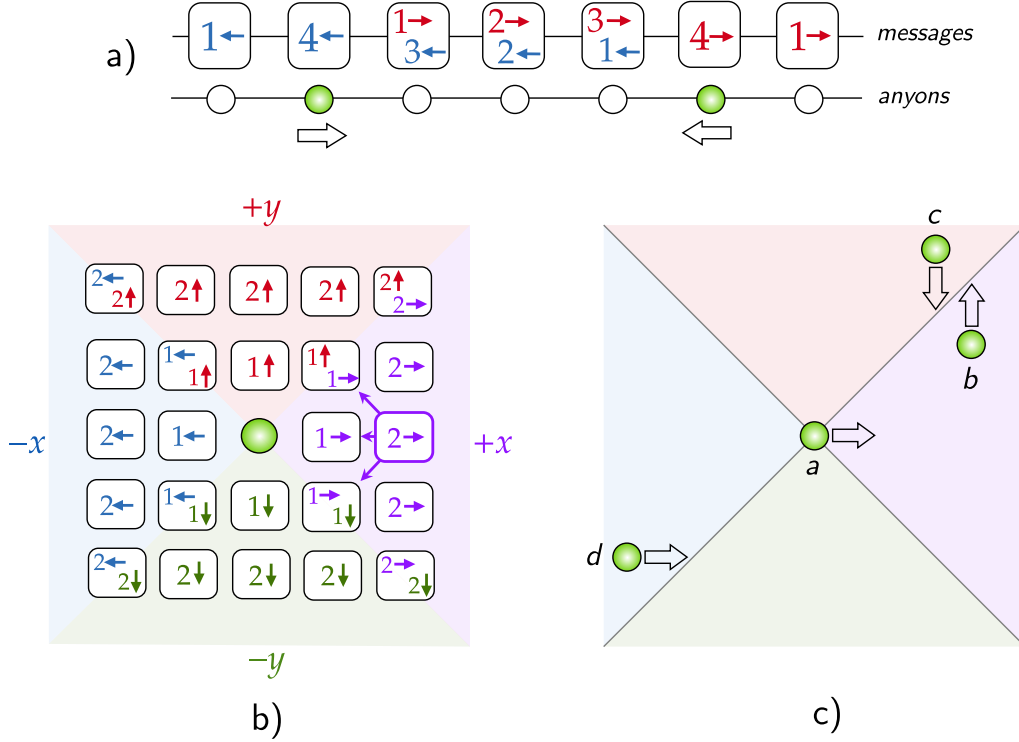 1← 4← 1→ 2→ 3→ 4→ 1→ messages
3← 2← 1←
a)
anyons
+y
2← 2↑ 2↑ 2↑ 2↑
2↑ 2→
2← 1← 1↑ 1↑ 2→
1↑ 1→
−x 2← 1← 1→ 2→ +x
2← 1← 1↓ 1→ 2→
1↓ 1↓
2← 2↓ 2↓ 2↓ 2→
2↓ 2↓
−y
b)
c
b
a
d
c)